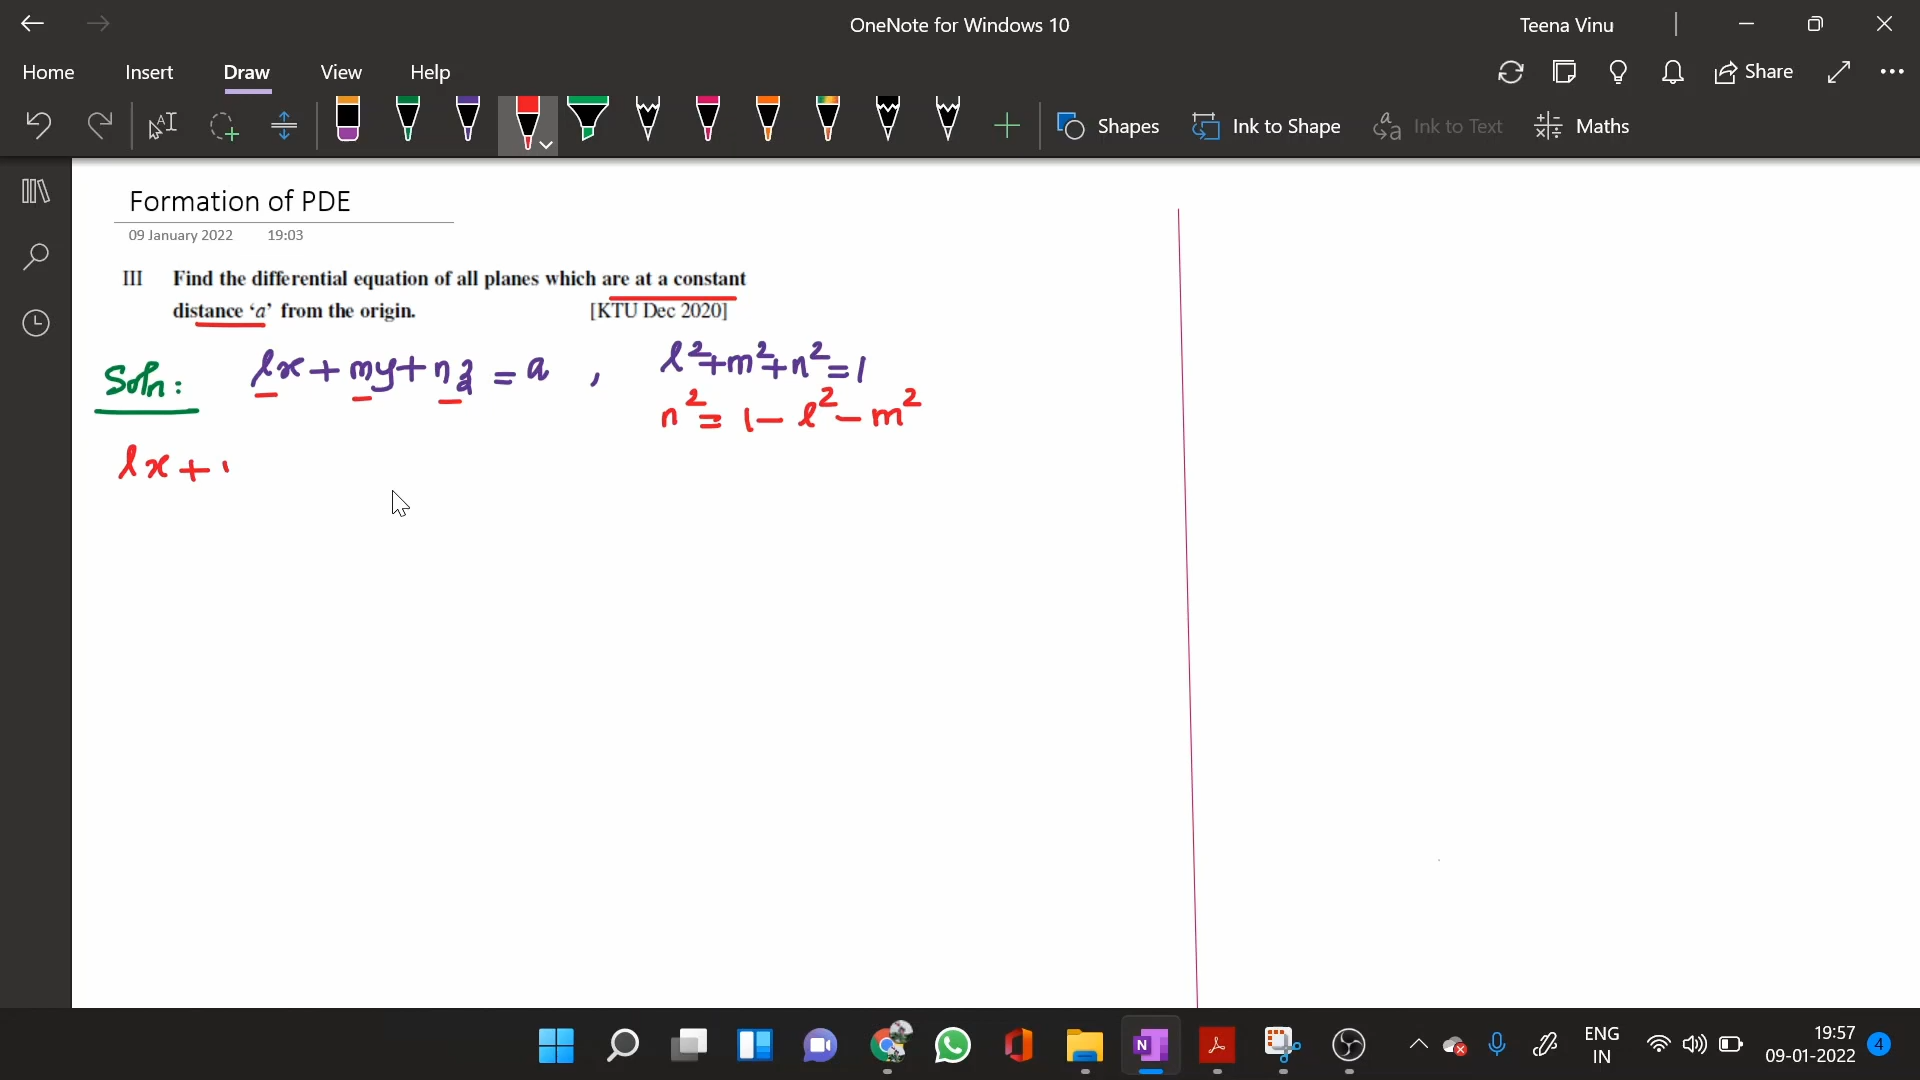 OneNote for Windows 10
Teena Vinu
Home Insert Draw View Help
Share
Shapes Ink to Shape Ink to Text Maths
Formation of PDE
09 January 2022 19:03
III Find the differential equation of all planes which are at a constant
distance ‘a’ from the origin. [KTU Dec 2020]
Soln: lx + my + nz = a , l² + m² + n² = 1
n² = 1 - l² - m²
lx +
ENG
IN
19:57
09-01-2022
4